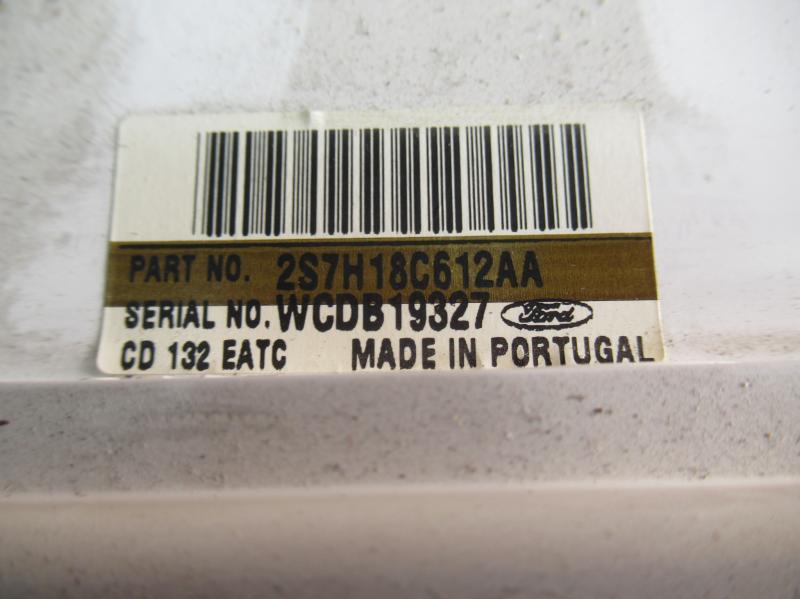 PART NO. 2S7H18C612AA
SERIAL NO. WCDB19327 Ford
CD 132 EATC MADE IN PORTUGAL